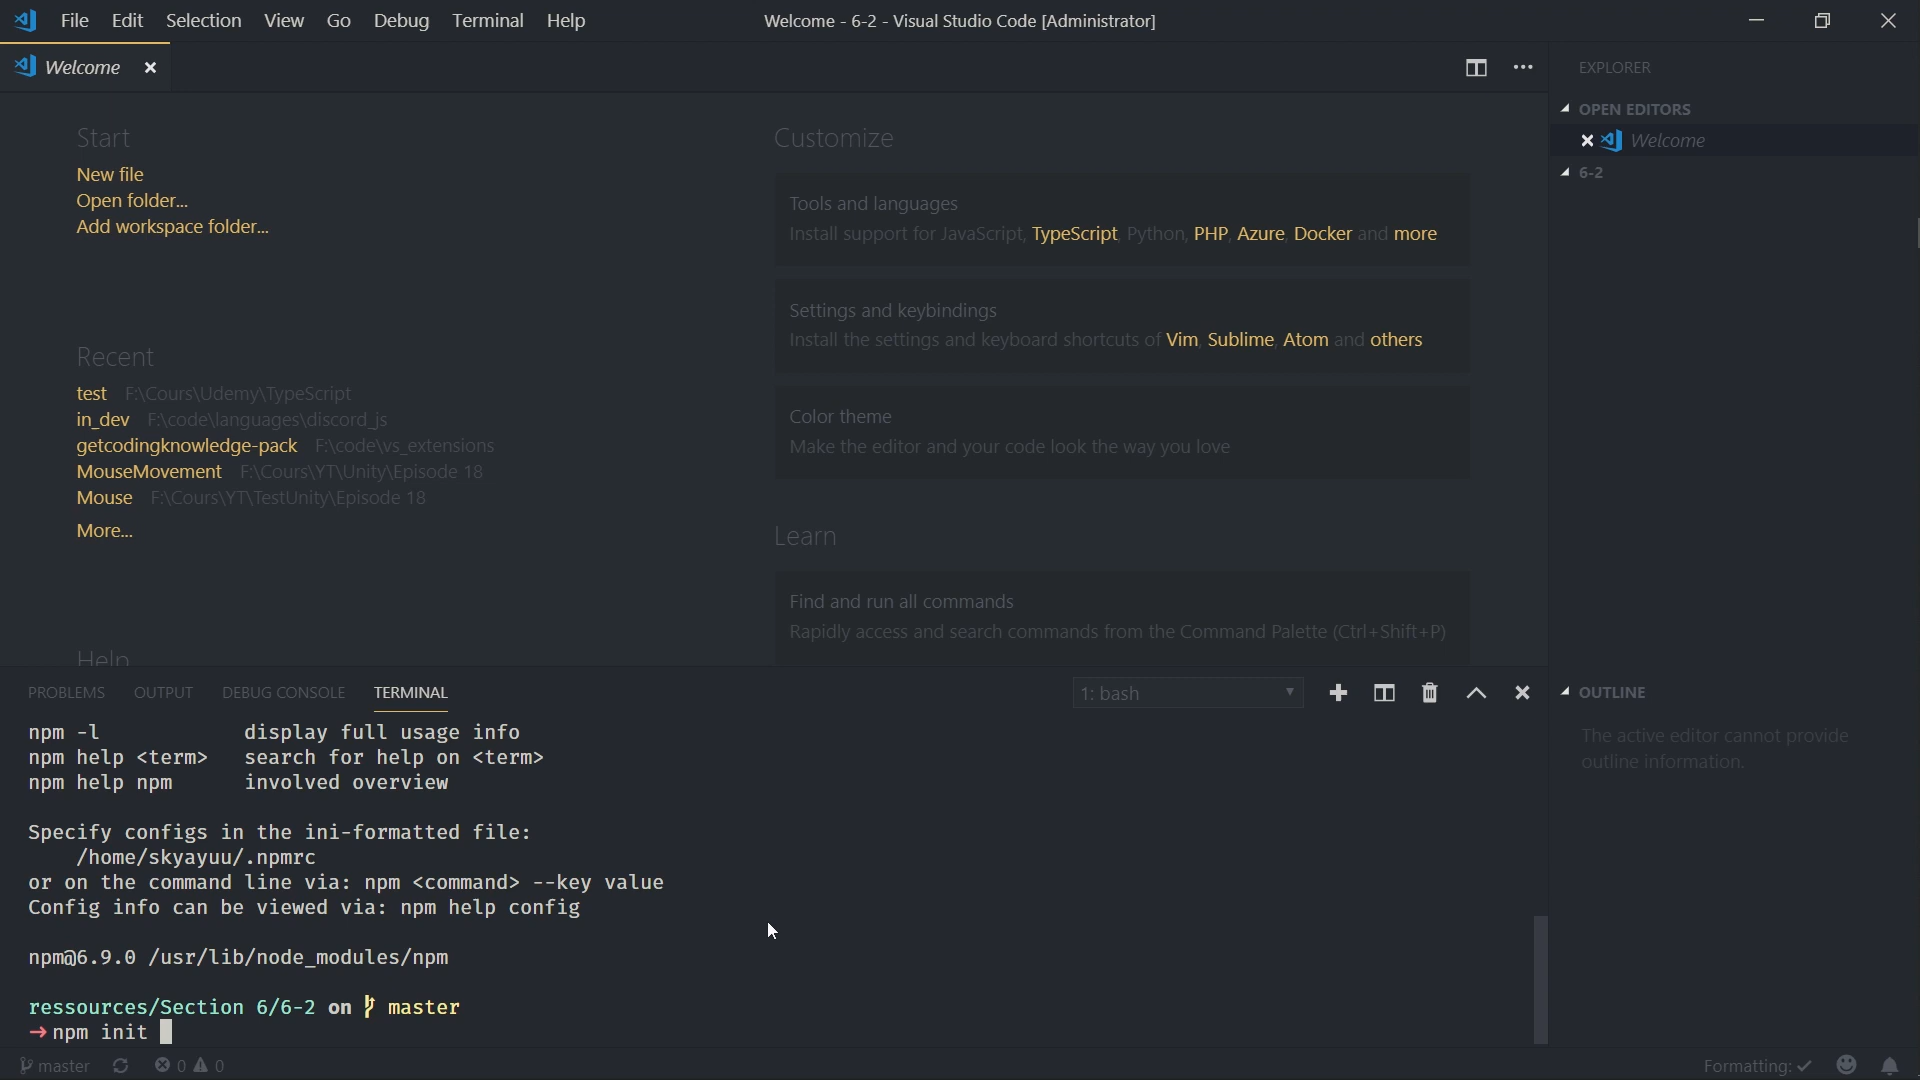 File Edit Selection View Go Debug Terminal Help
Welcome - 6-2 - Visual Studio Code [Administrator]
Welcome
EXPLORER
OPEN EDITORS
Welcome
6-2
Start
New file
Open folder...
Add workspace folder...
Recent
test F:\Cours\Udemy\TypeScript
in_dev F:\code\languages\discord_js
getcodingknowledge-pack F:\code\vs_extensions
MouseMovement F:\Cours\YT\Unity\Episode 18
Mouse F:\Cours\YT\TestUnity\Episode 18
More...
Help
Customize
Tools and languages
Install support for JavaScript, TypeScript, Python, PHP, Azure, Docker and more
Settings and keybindings
Install the settings and keyboard shortcuts of Vim, Sublime, Atom and others
Color theme
Make the editor and your code look the way you love
Learn
Find and run all commands
Rapidly access and search commands from the Command Palette (Ctrl+Shift+P)
PROBLEMS OUTPUT DEBUG CONSOLE TERMINAL
1: bash
npm -l display full usage info
npm help <term> search for help on <term>
npm help npm involved overview
Specify configs in the ini-formatted file:
/home/skyayuu/.npmrc
or on the command line via: npm <command> --key value
Config info can be viewed via: npm help config
npm@6.9.0 /usr/lib/node_modules/npm
ressources/Section 6/6-2 on master
→ npm init
OUTLINE
The active editor cannot provide
outline information.
master 0 0
Formatting: ✓